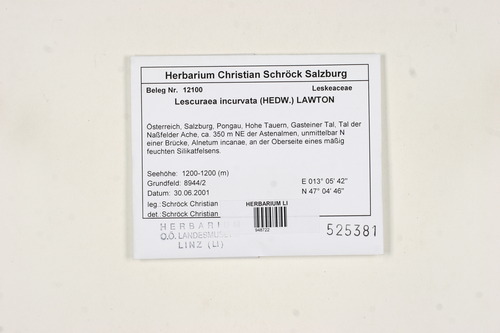 Herbarium Christian Schröck Salzburg
Beleg Nr. 12100 Leskeaceae
Lescuraea incurvata (HEDW.) LAWTON
Österreich, Salzburg, Pongau, Hohe Tauern, Gasteiner Tal, Tal der
Naßfelder Ache, ca. 350 m NE der Astenalmen, unmittelbar N
einer Brücke, Alnetum incanae, an der Oberseite eines mäßig
feuchten Silikatfelsens.
Seehöhe: 1200-1200 (m)
Grundfeld: 8944/2 E 013° 05' 42"
Datum: 30.06.2001 N 47° 04' 46"
leg.: Schröck Christian HERBARIUM LI
det.: Schröck Christian
948722
HERBARIUM
O.Ö. LANDESMUS
LINZ (LI)
525381